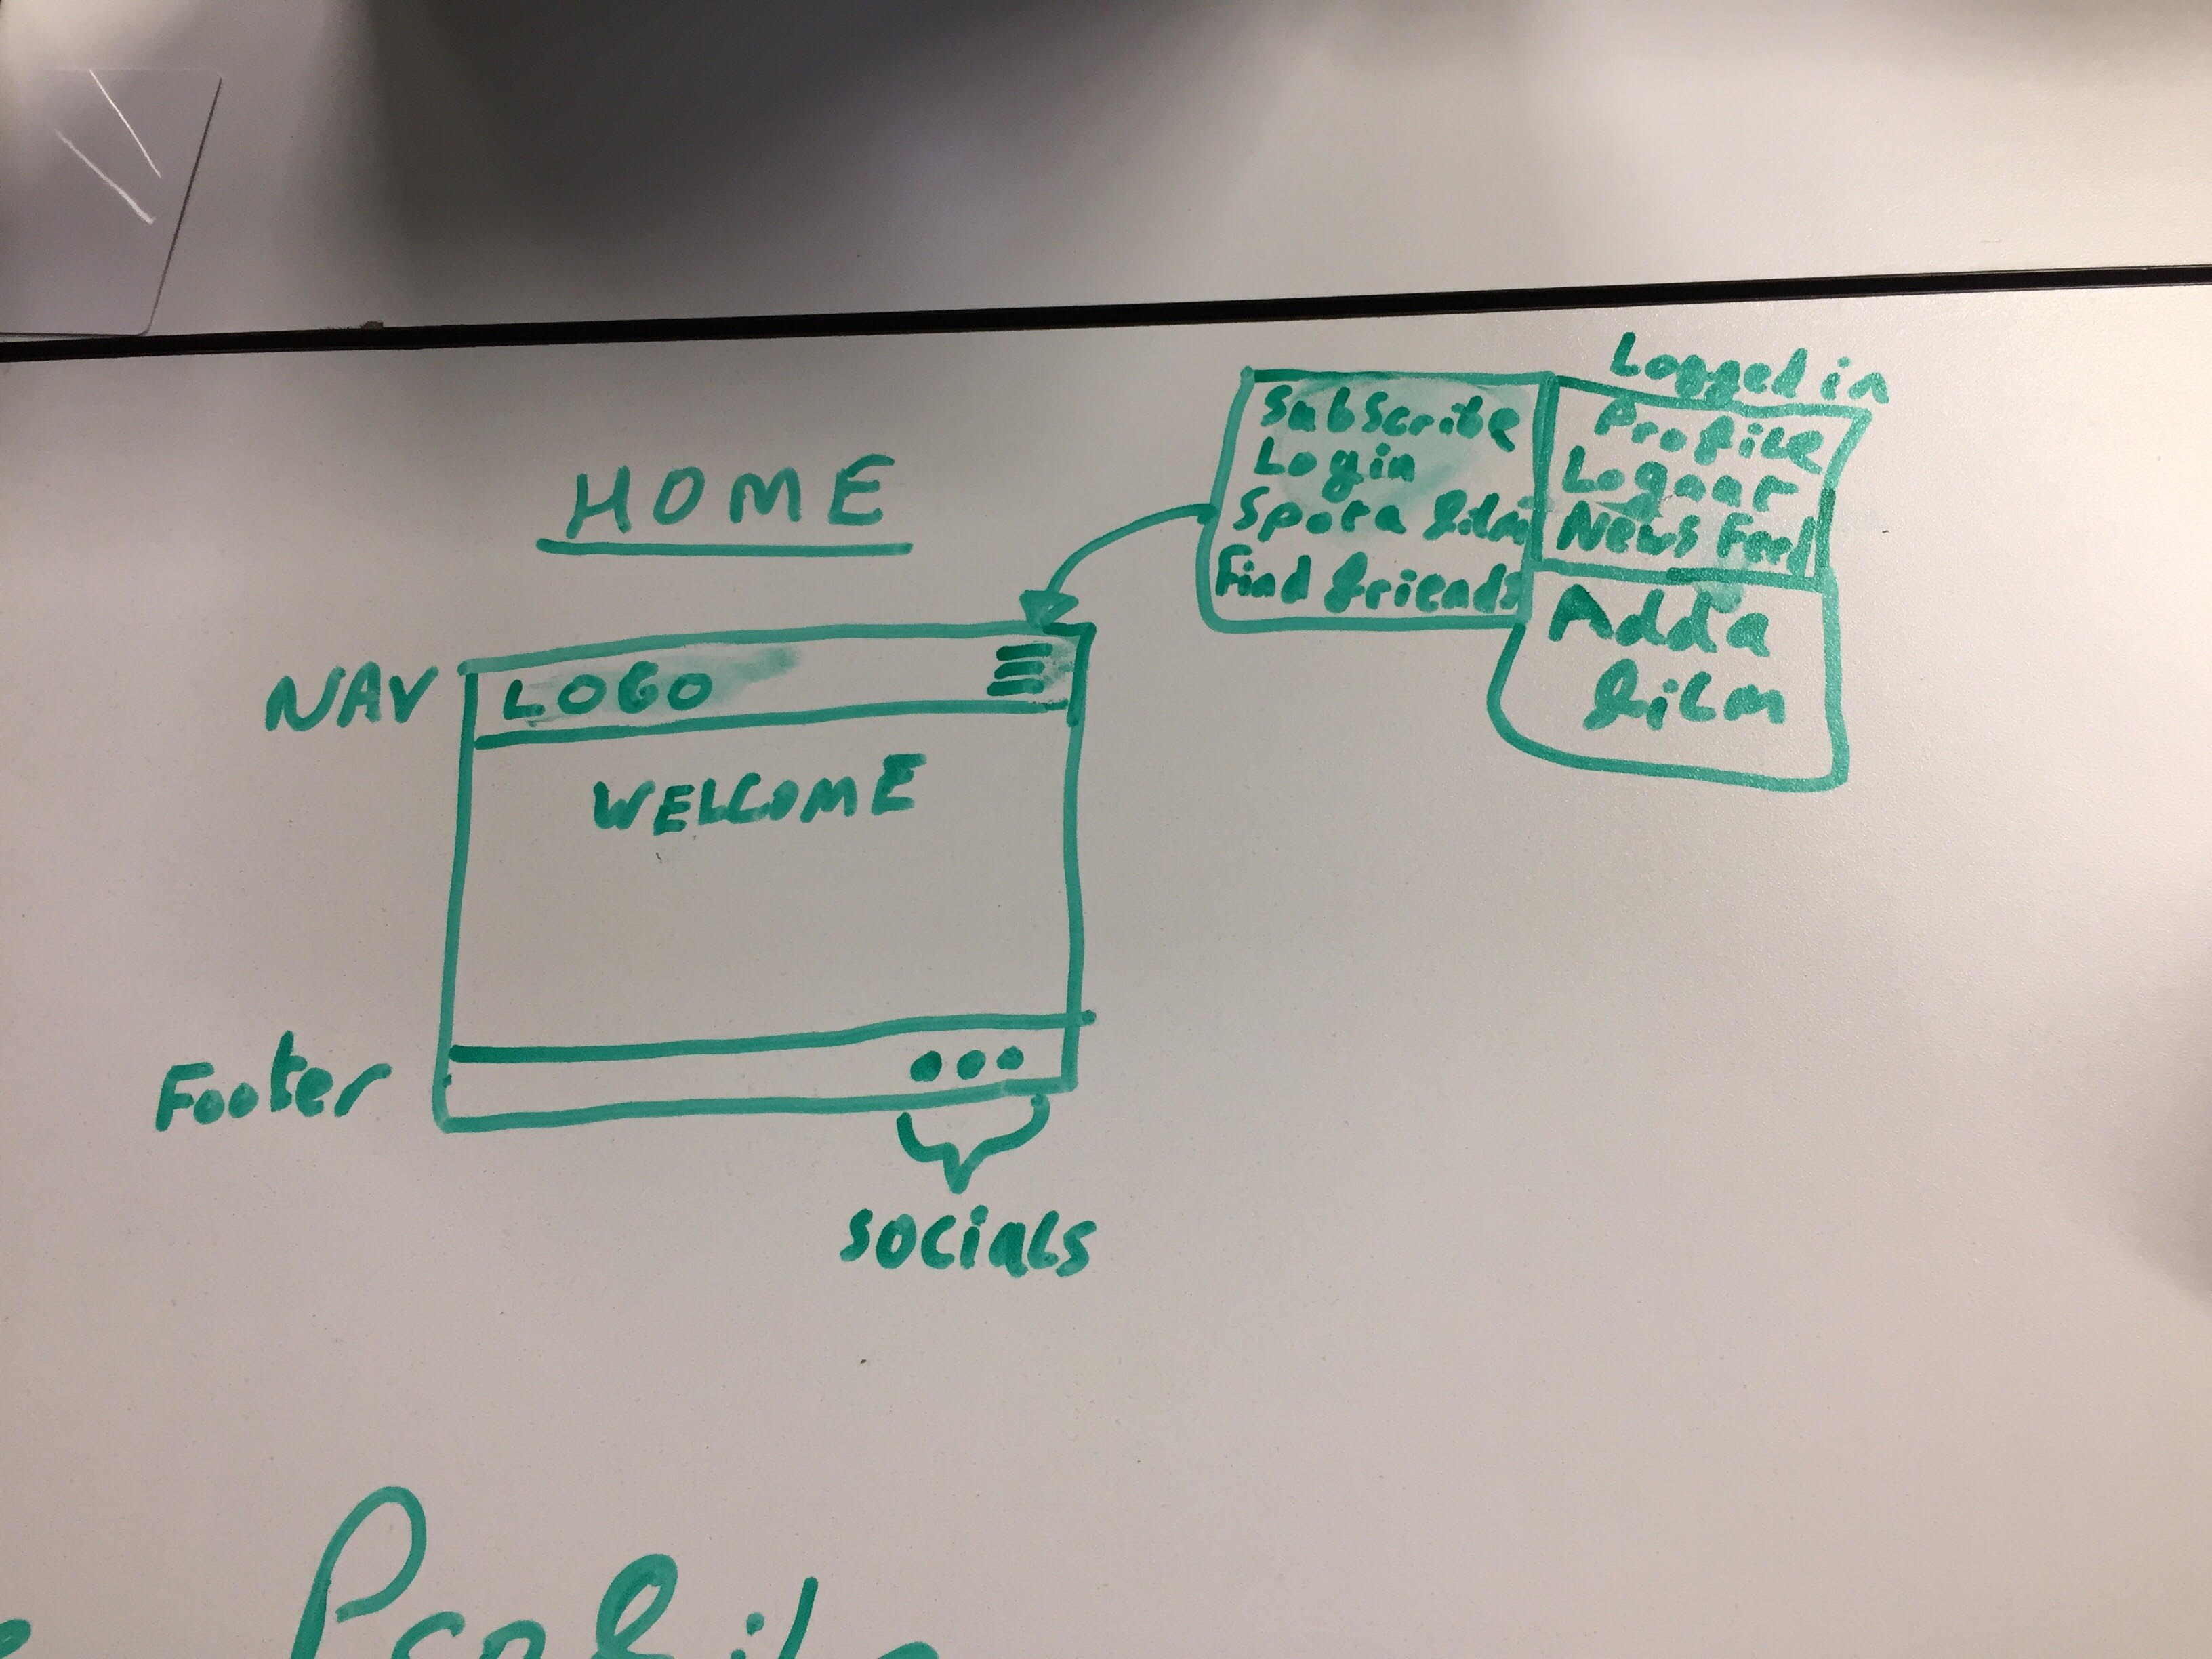 HOME
Subscribe
Login
Spot a film
Find friends
Logged in
Profile
Logout
News Feed
Add a
film
NAV
LOGO
WELCOME
Footer
socials
Profile